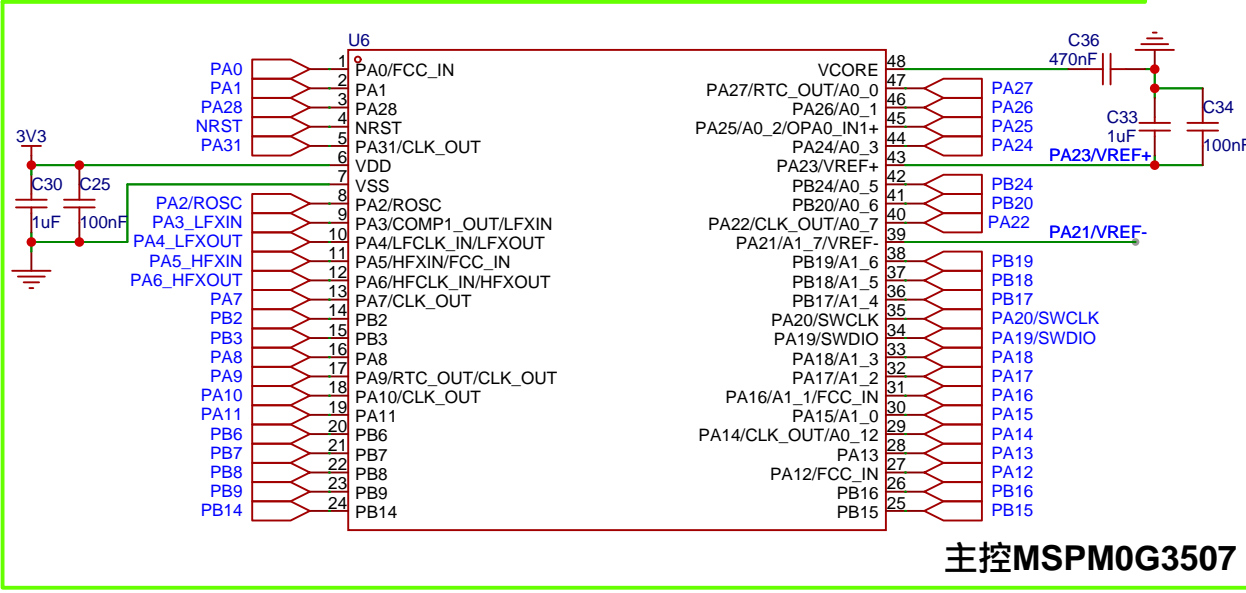 U6
PA0 1 PA0/FCC_IN
PA1 2 PA1
PA28 3 PA28
NRST 4 NRST
PA31 5 PA31/CLK_OUT
3V3
6 VDD
7 VSS
C30 C25
1uF 100nF
PA2/ROSC 8 PA2/ROSC
PA3_LFXIN 9 PA3/COMP1_OUT/LFXIN
PA4_LFXOUT 10 PA4/LFCLK_IN/LFXOUT
PA5_HFXIN 11 PA5/HFXIN/FCC_IN
PA6_HFXOUT 12 PA6/HFCLK_IN/HFXOUT
PA7 13 PA7/CLK_OUT
PB2 14 PB2
PB3 15 PB3
PA8 16 PA8
PA9 17 PA9/RTC_OUT/CLK_OUT
PA10 18 PA10/CLK_OUT
PA11 19 PA11
PB6 20 PB6
PB7 21 PB7
PB8 22 PB8
PB9 23 PB9
PB14 24 PB14
VCORE 48
PA27/RTC_OUT/A0_0 47 PA27
PA26/A0_1 46 PA26
PA25/A0_2/OPA0_IN1+ 45 PA25
PA24/A0_3 44 PA24
PA23/VREF+ 43 PA23/VREF+
PB24/A0_5 42 PB24
PB20/A0_6 41 PB20
PA22/CLK_OUT/A0_7 40 PA22
PA21/A1_7/VREF- 39 PA21/VREF-
PB19/A1_6 38 PB19
PB18/A1_5 37 PB18
PB17/A1_4 36 PB17
PA20/SWCLK 35 PA20/SWCLK
PA19/SWDIO 34 PA19/SWDIO
PA18/A1_3 33 PA18
PA17/A1_2 32 PA17
PA16/A1_1/FCC_IN 31 PA16
PA15/A1_0 30 PA15
PA14/CLK_OUT/A0_12 29 PA14
PA13 28 PA13
PA12/FCC_IN 27 PA12
PB16 26 PB16
PB15 25 PB15
C36
470nF
C33
1uF
C34
100nF
主控MSPM0G3507